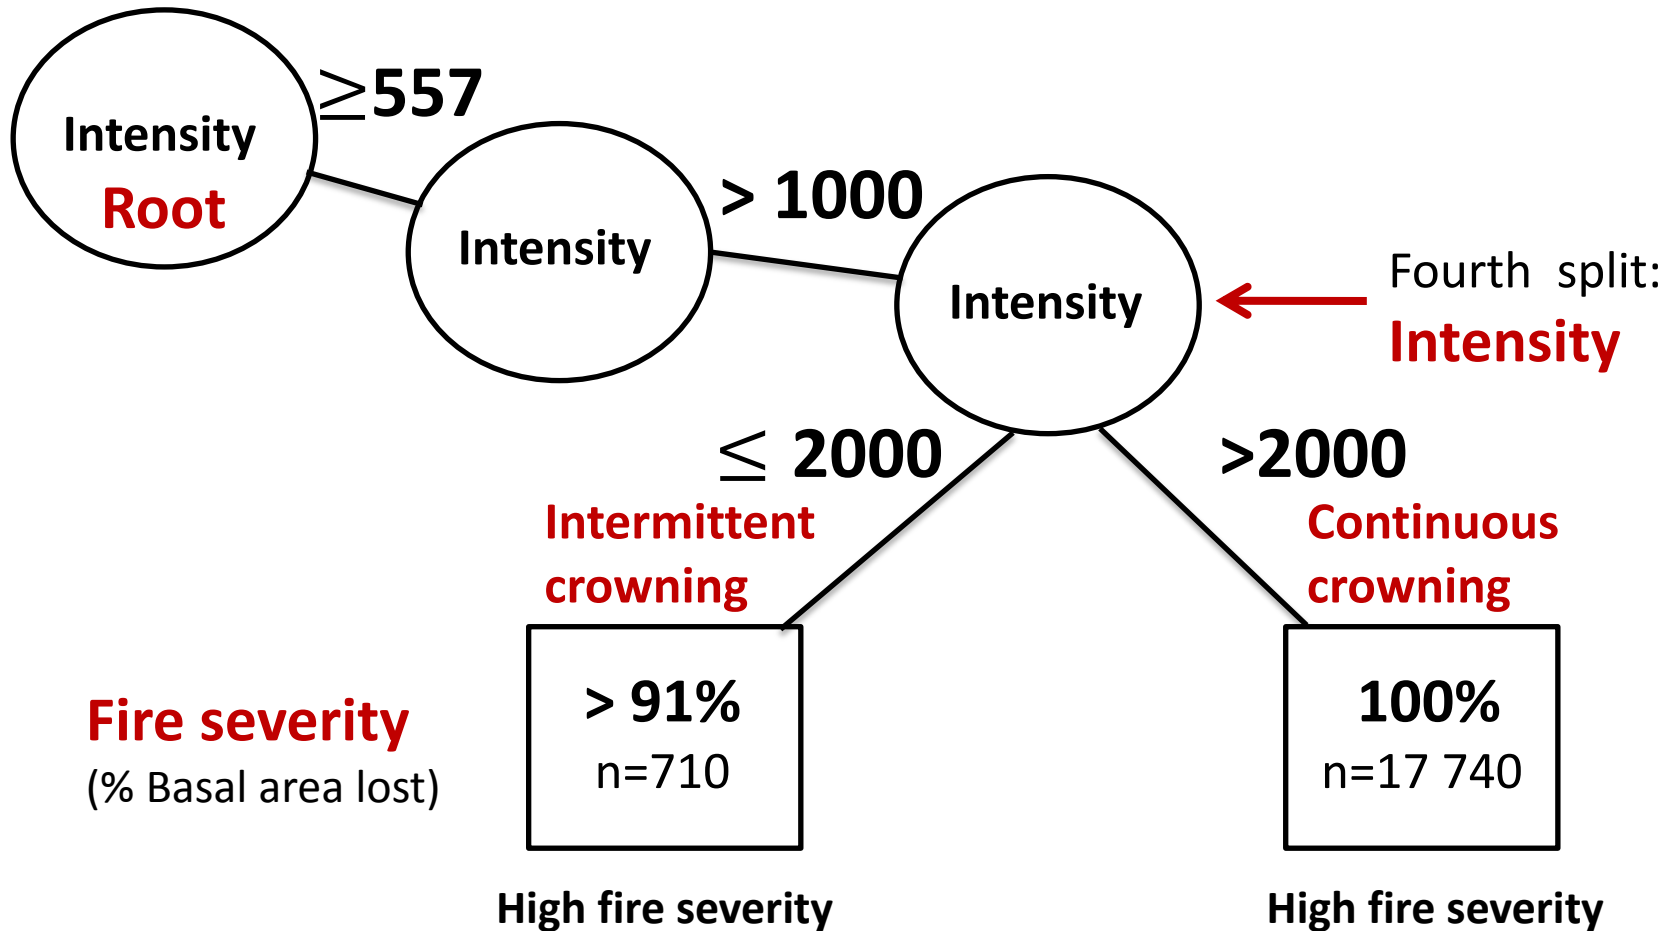 ≥557
Intensity
Root
> 1000
Intensity
Intensity
Fourth split:
Intensity
≤ 2000
>2000
Intermittent
crowning
Continuous
crowning
Fire severity
(% Basal area lost)
> 91%
n=710
100%
n=17 740
High fire severity
High fire severity